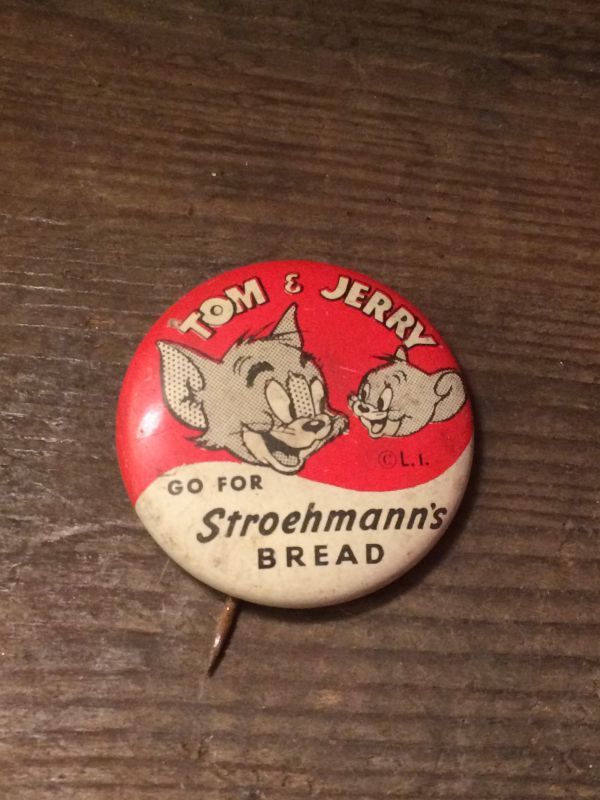 TOM & JERRY
© L.I.
GO FOR
Stroehmann's
BREAD